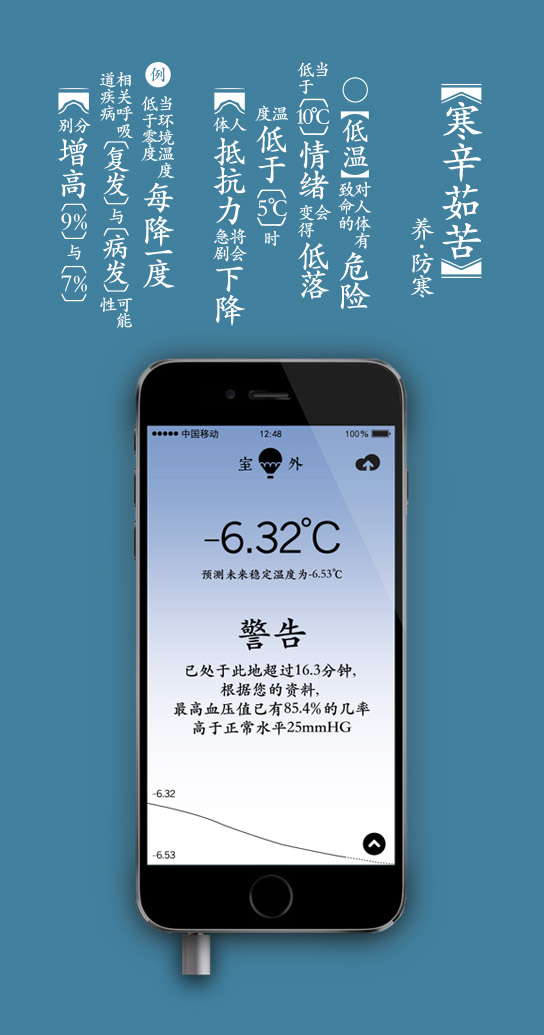 【寒辛茹苦】
养·防寒
〇【低温】对人体有致命的危险
当低于〔10℃〕情绪会变得低落
温度低于〔5℃〕时
人体抵抗力将会急剧下降
例 当环境温度低于零度每降一度
相关呼吸道疾病〔复发〕与〔病发〕可能性
分别增高〔9%〕与〔7%〕
中国移动 12:48 100%
室 外
-6.32℃
预测未来稳定温度为-6.53℃
警告
已处于此地超过16.3分钟,
根据您的资料,
最高血压值已有85.4%的几率
高于正常水平25mmHG
-6.32
-6.53